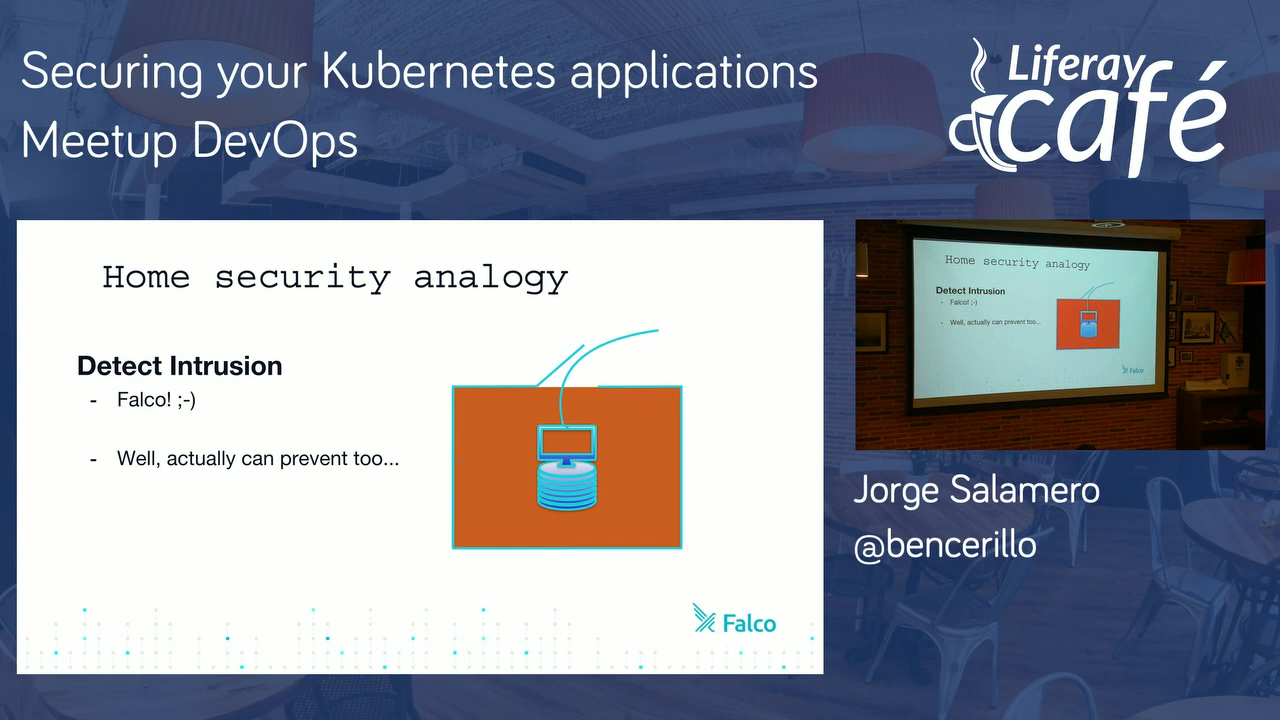 Securing your Kubernetes applications
Meetup DevOps
Liferay
café
Home security analogy
Detect Intrusion
- Falco! ;-)
- Well, actually can prevent too...
Falco
Home security analogy
Detect Intrusion
- Falco! ;-)
- Well, actually can prevent too...
Falco
Jorge Salamero
@bencerillo